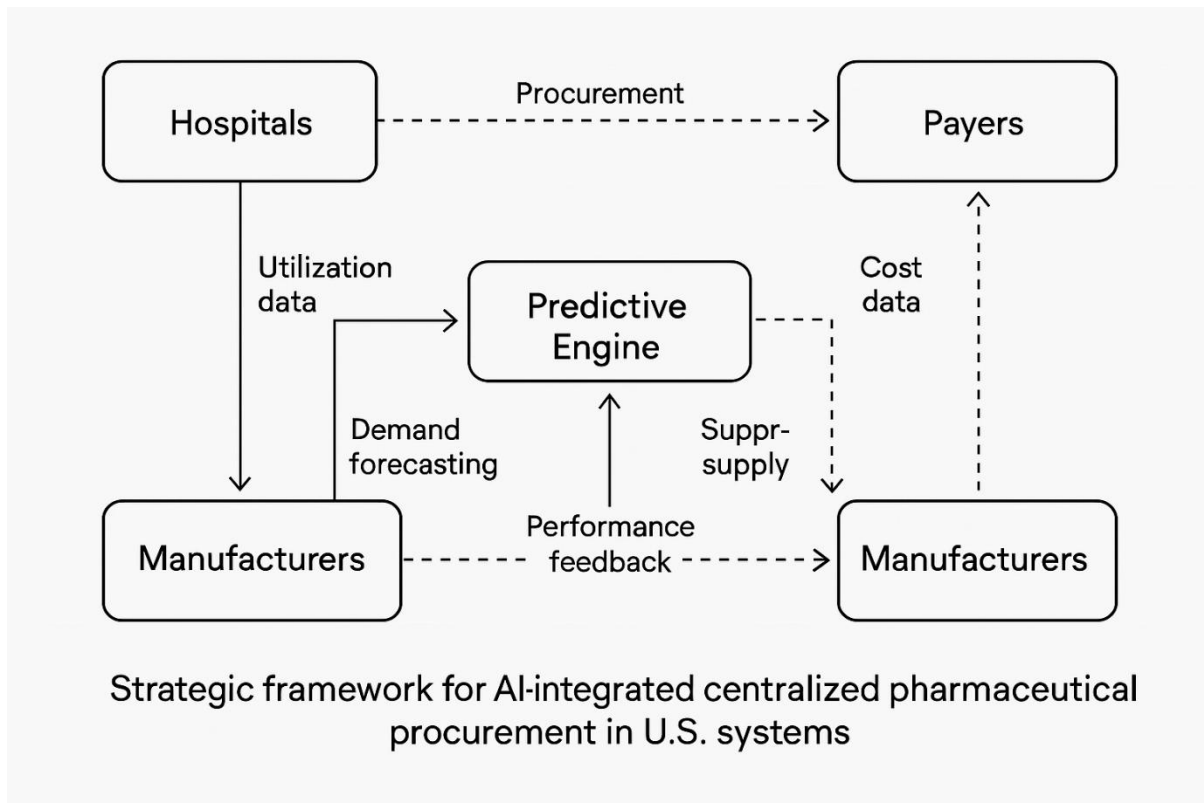 Procurement
Hospitals
Payers
Utilization
data
Predictive
Engine
Cost
data
Demand
forecasting
Suppr-
supply
Manufacturers
Performance
feedback
Manufacturers
Strategic framework for AI-integrated centralized pharmaceutical
procurement in U.S. systems